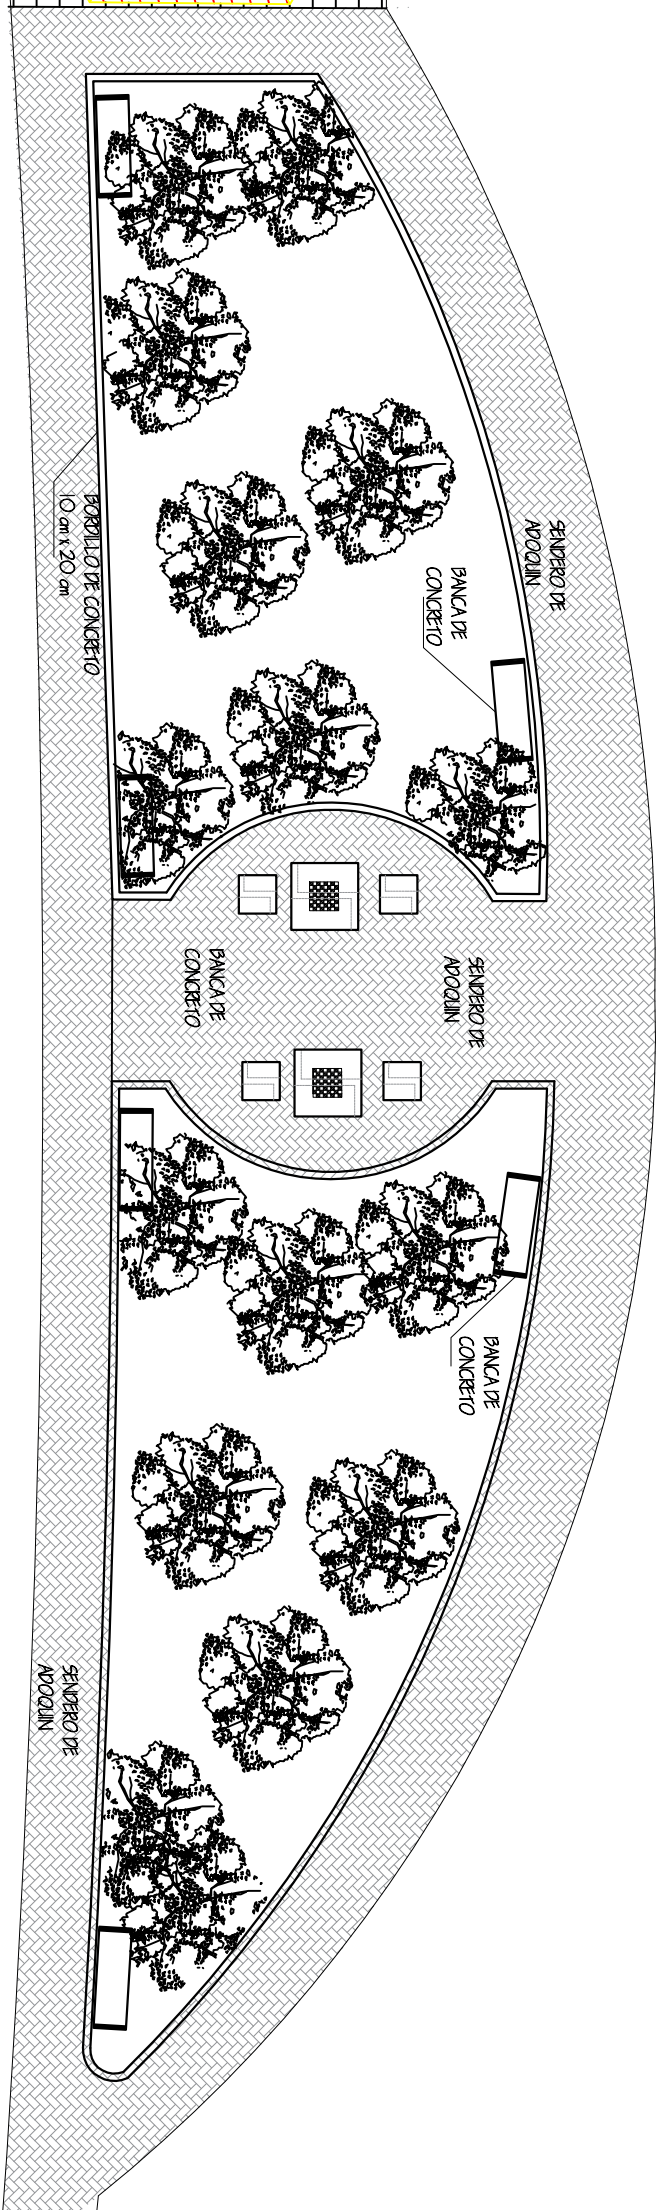 SENDERO DE
ADOQUIN
BANCA DE
CONCRETO
BORDILLO DE CONCRETO
10 cm x 20 cm
SENDERO DE
ADOQUIN
BANCA DE
CONCRETO
BANCA DE
CONCRETO
SENDERO DE
ADOQUIN